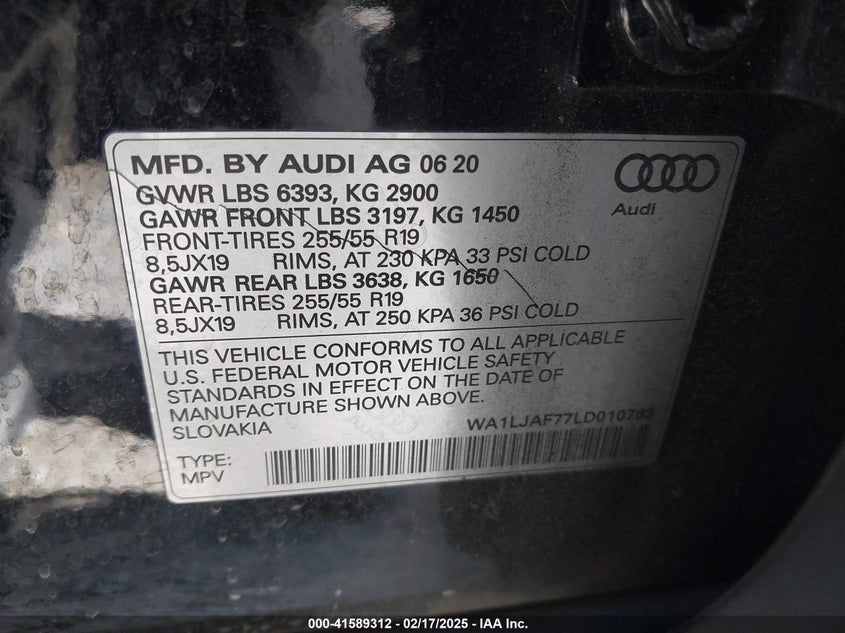 MFD. BY AUDI AG 06 20
GVWR LBS 6393, KG 2900
GAWR FRONT LBS 3197, KG 1450
FRONT-TIRES 255/55 R19
8,5JX19 RIMS, AT 230 KPA 33 PSI COLD
GAWR REAR LBS 3638, KG 1650
REAR-TIRES 255/55 R19
8,5JX19 RIMS, AT 250 KPA 36 PSI COLD
Audi
THIS VEHICLE CONFORMS TO ALL APPLICABLE
U.S. FEDERAL MOTOR VEHICLE SAFETY
STANDARDS IN EFFECT ON THE DATE OF
MANUFACTURE SHOWN ABOVE.
SLOVAKIA
WA1LJAF77LD010763
TYPE:
MPV
000-41589312 - 02/17/2025 - IAA Inc.